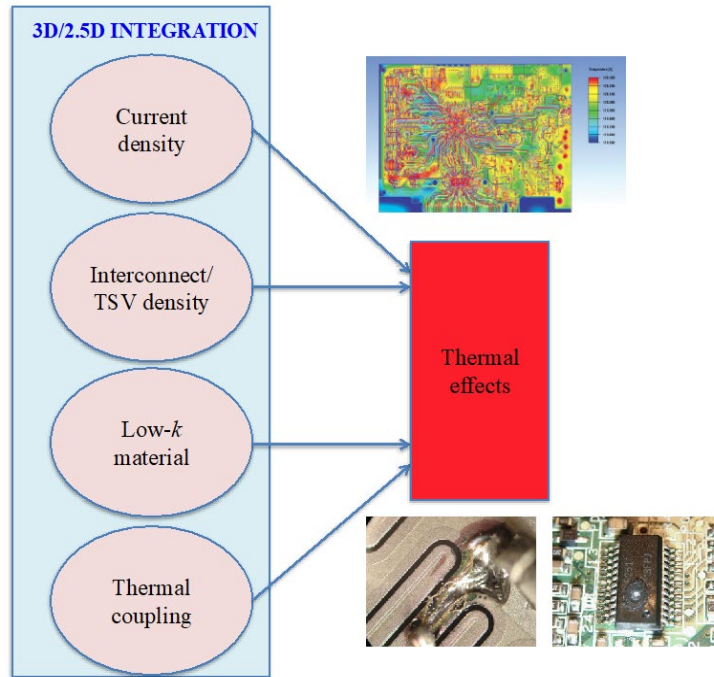 3D/2.5D INTEGRATION
Current
density
Interconnect/
TSV density
Low-k
material
Thermal
coupling
Thermal
effects